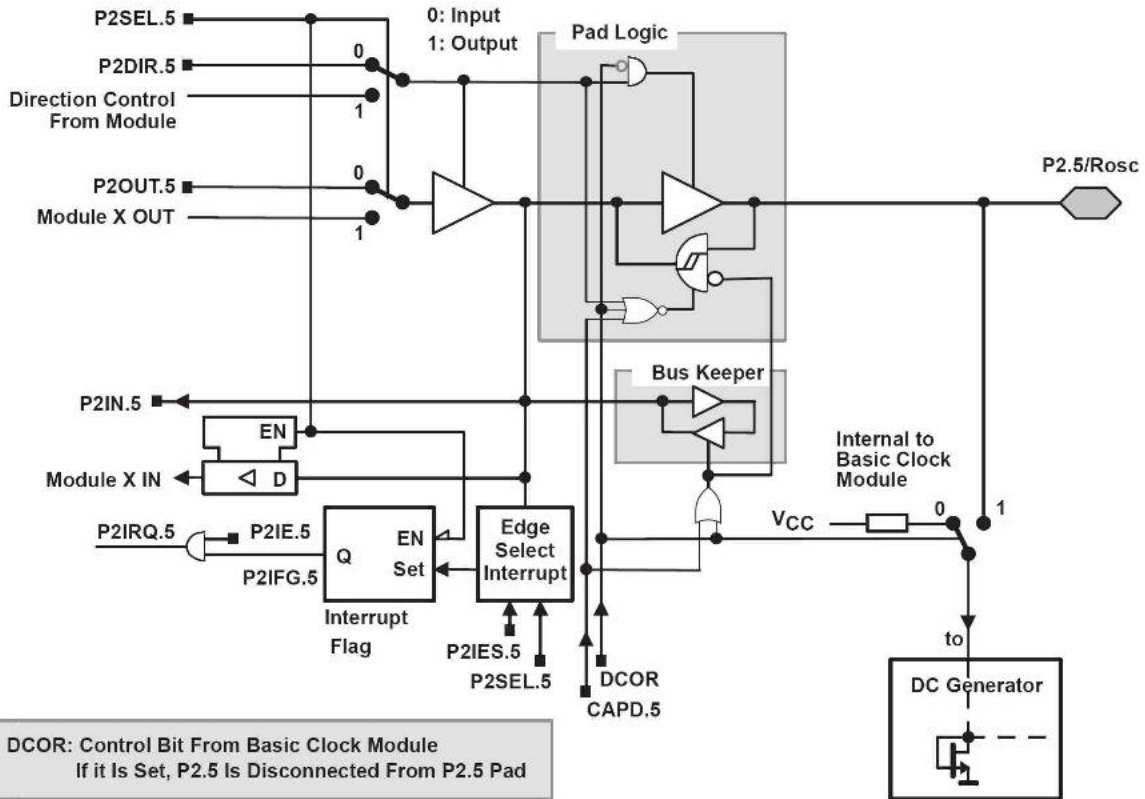 P2SEL.5
0: Input
1: Output
Pad Logic
P2DIR.5
0
Direction Control
From Module
1
P2OUT.5
0
Module X OUT
1
P2.5/Rosc
Bus Keeper
P2IN.5
EN
Module X IN
D
Internal to
Basic Clock
Module
VCC
0
1
P2IRQ.5
P2IE.5
P2IFG.5
Q
EN
Set
Interrupt
Flag
Edge
Select
Interrupt
P2IES.5
P2SEL.5
DCOR
CAPD.5
to
DC Generator
DCOR: Control Bit From Basic Clock Module
If it Is Set, P2.5 Is Disconnected From P2.5 Pad